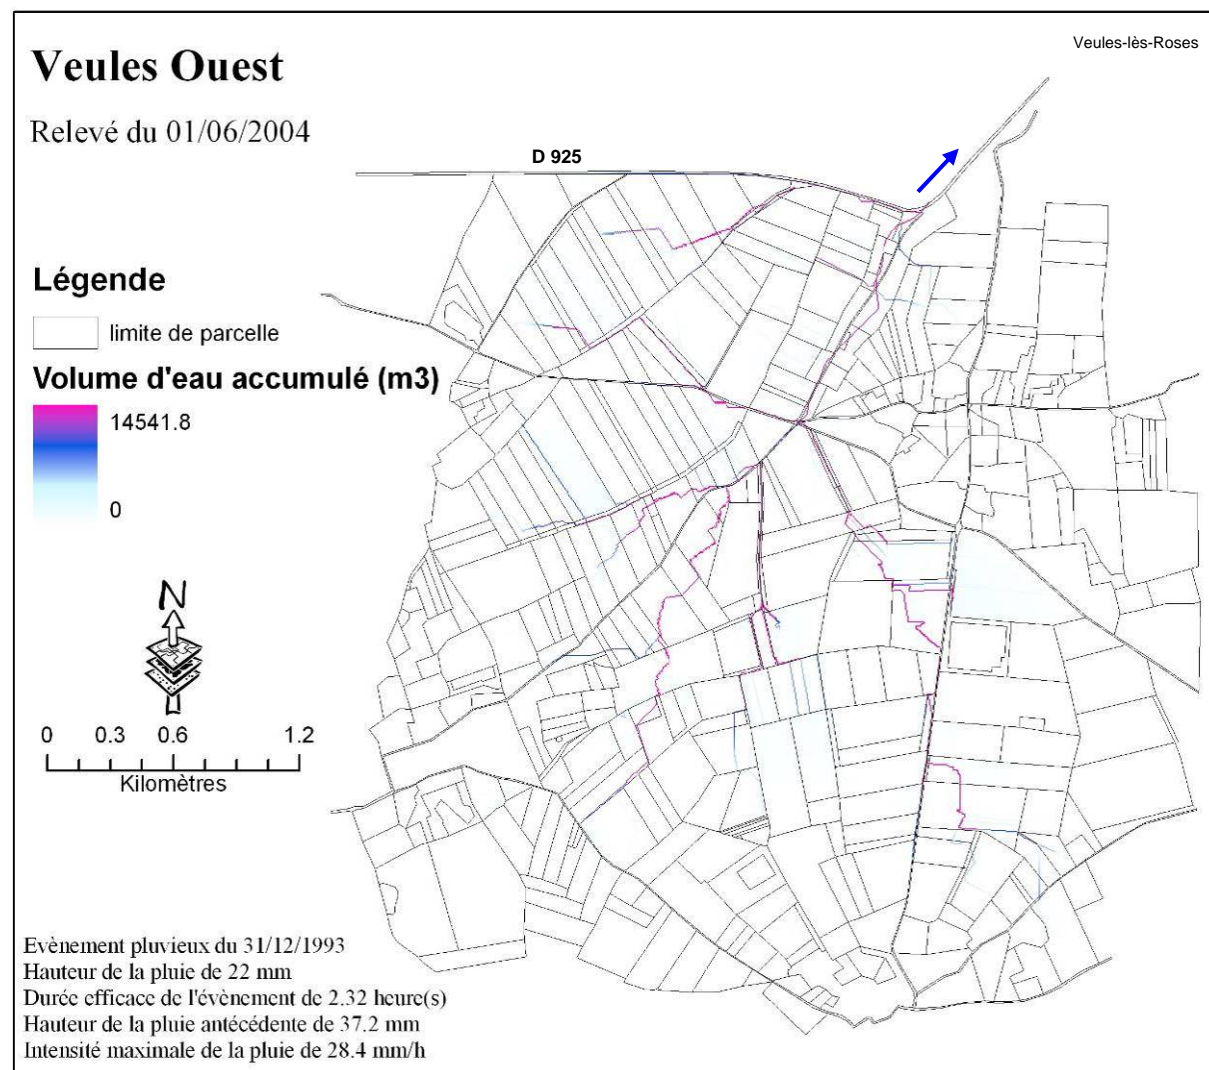 Veules-lès-Roses
Veules Ouest
Relevé du 01/06/2004
D 925
Légende
limite de parcelle
Volume d'eau accumulé (m3)
14541.8
0
N
0 0.3 0.6 1.2
Kilomètres
Evènement pluvieux du 31/12/1993
Hauteur de la pluie de 22 mm
Durée efficace de l'évènement de 2.32 heure(s)
Hauteur de la pluie antécédente de 37.2 mm
Intensité maximale de la pluie de 28.4 mm/h